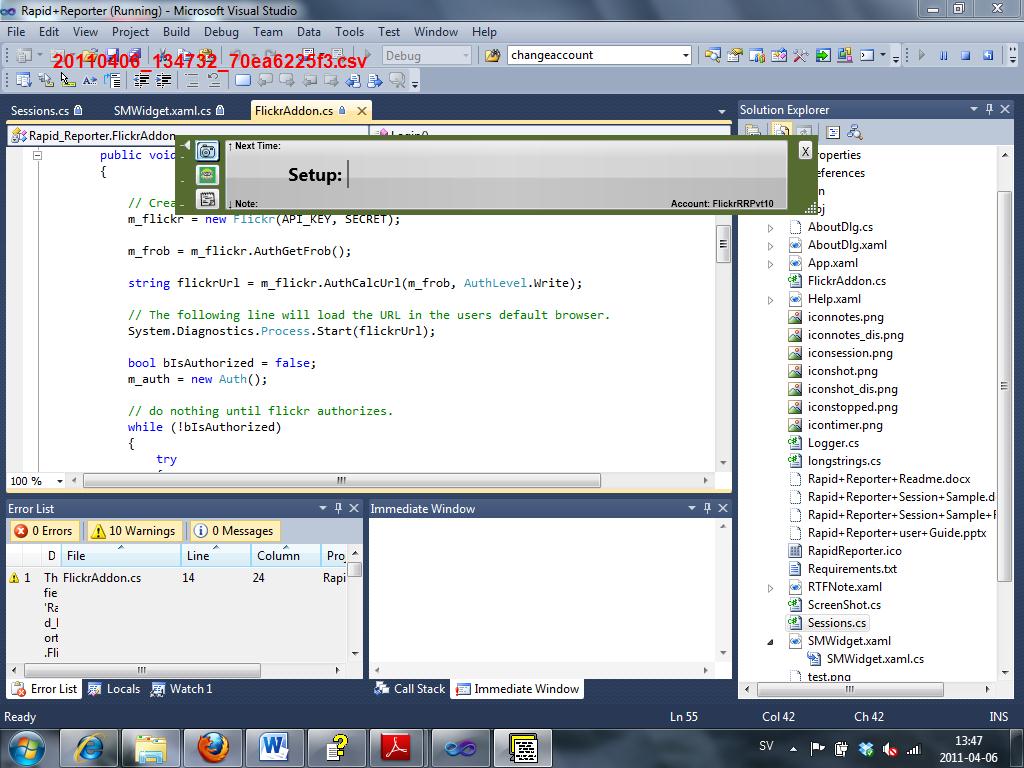 Rapid+Reporter (Running) - Microsoft Visual Studio
File Edit View Project Build Debug Team Data Tools Test Window Help
20110406_134732_70ea6225f3.csv
Debug
changeaccount
Sessions.cs
SMWidget.xaml.cs
FlickrAddon.cs
Solution Explorer
Rapid_Reporter.FlickrAddon
Login()
↑ Next Time:
X
Setup:
↓ Note:
Account: FlickrRRPvt10
public void
{
// Crea
m_flickr = new Flickr(API_KEY, SECRET);
m_frob = m_flickr.AuthGetFrob();
string flickrUrl = m_flickr.AuthCalcUrl(m_frob, AuthLevel.Write);
// The following line will load the URL in the users default browser.
System.Diagnostics.Process.Start(flickrUrl);
bool bIsAuthorized = false;
m_auth = new Auth();
// do nothing until flickr authorizes.
while (!bIsAuthorized)
{
try
100 %
roperties
eferences
AboutDlg.cs
AboutDlg.xaml
App.xaml
FlickrAddon.cs
Help.xaml
iconnotes.png
iconnotes_dis.png
iconsession.png
iconshot.png
iconshot_dis.png
iconstopped.png
icontimer.png
Logger.cs
longstrings.cs
Rapid+Reporter+Readme.docx
Rapid+Reporter+Session+Sample.d
Rapid+Reporter+Session+Sample+F
Rapid+Reporter+user+Guide.pptx
RapidReporter.ico
Requirements.txt
RTFNote.xaml
ScreenShot.cs
Sessions.cs
SMWidget.xaml
SMWidget.xaml.cs
test.png
Error List
0 Errors
10 Warnings
0 Messages
D File Line Column Proj
1 Th FlickrAddon.cs 14 24 Rapi
fie
'Ra
d_I
ort
.Fli
Immediate Window
Error List
Locals
Watch 1
Call Stack
Immediate Window
Ready
Ln 55
Col 42
Ch 42
INS
SV
13:47
2011-04-06